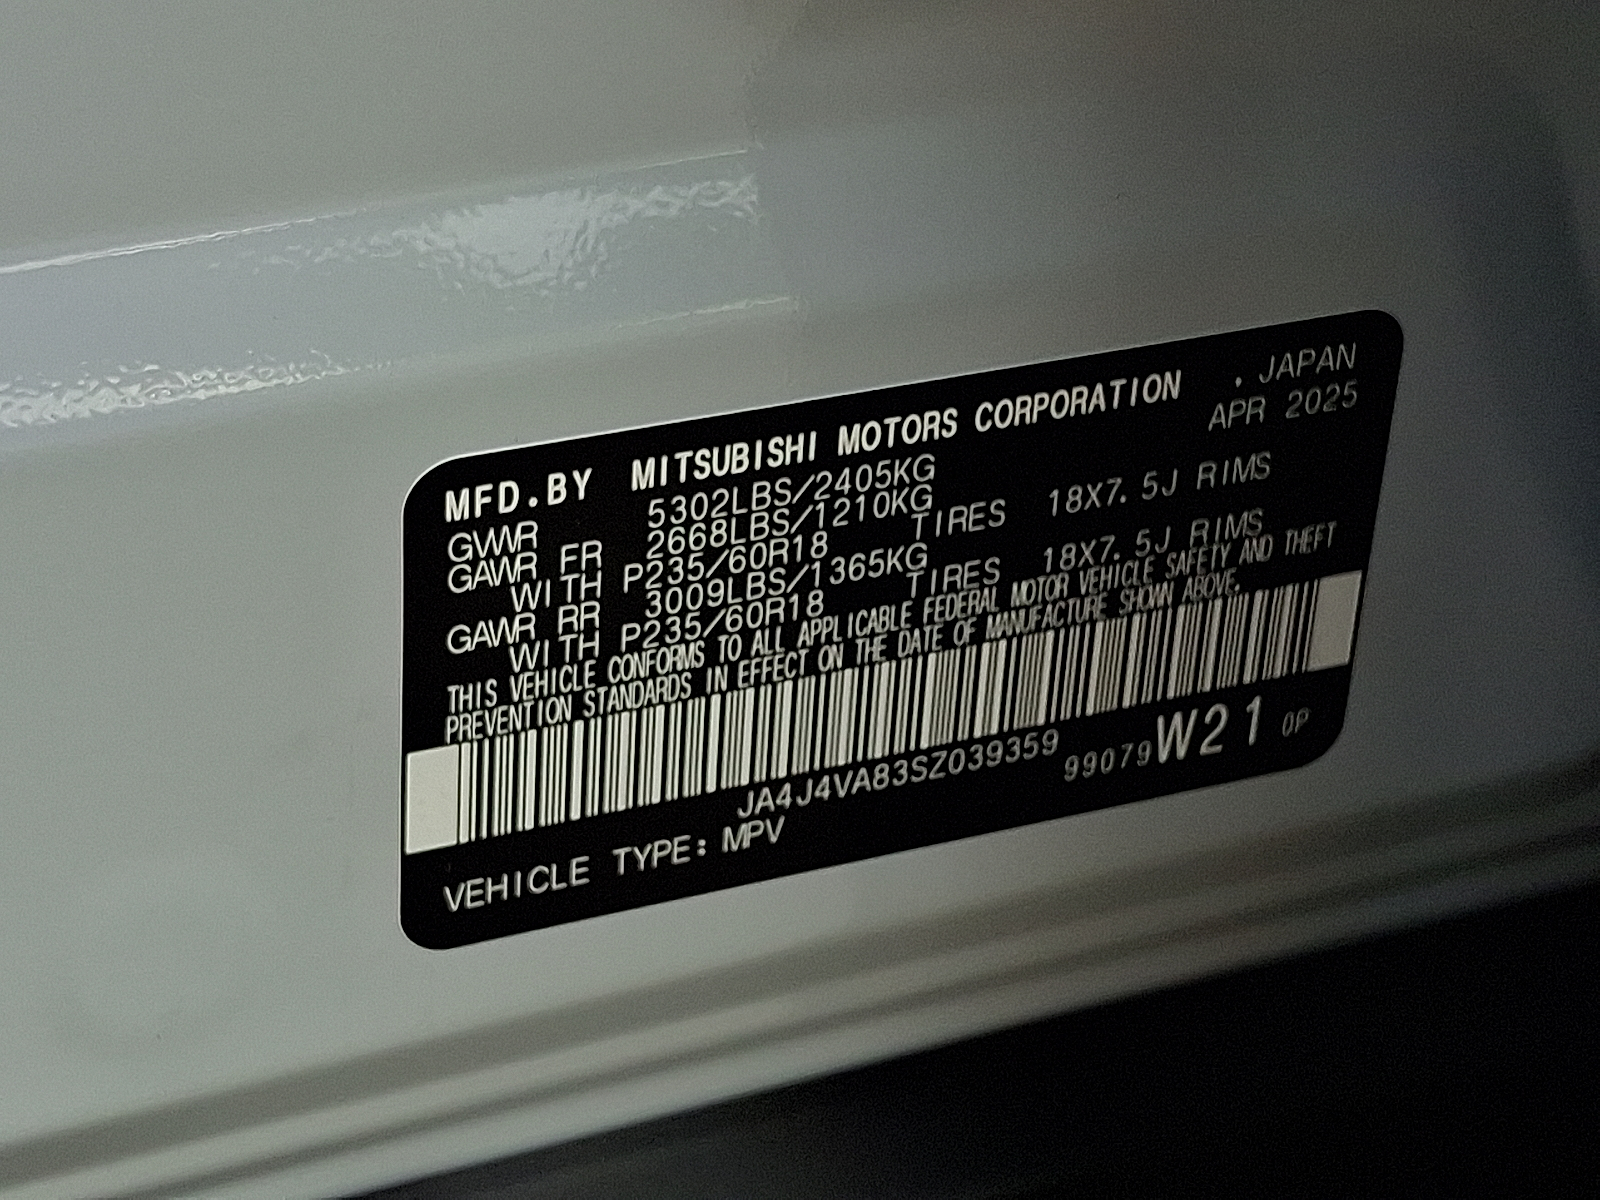 MFD.BY MITSUBISHI MOTORS CORPORATION . JAPAN
APR 2025
GVWR 5302LBS/2405KG
GAWR FR 2668LBS/1210KG
WITH P235/60R18 TIRES 18X7.5J RIMS
GAWR RR 3009LBS/1365KG
WITH P235/60R18 TIRES 18X7.5J RIMS
THIS VEHICLE CONFORMS TO ALL APPLICABLE FEDERAL MOTOR VEHICLE SAFETY AND THEFT
PREVENTION STANDARDS IN EFFECT ON THE DATE OF MANUFACTURE SHOWN ABOVE.
JA4J4VA83SZ039359
99079 W21 0P
VEHICLE TYPE: MPV